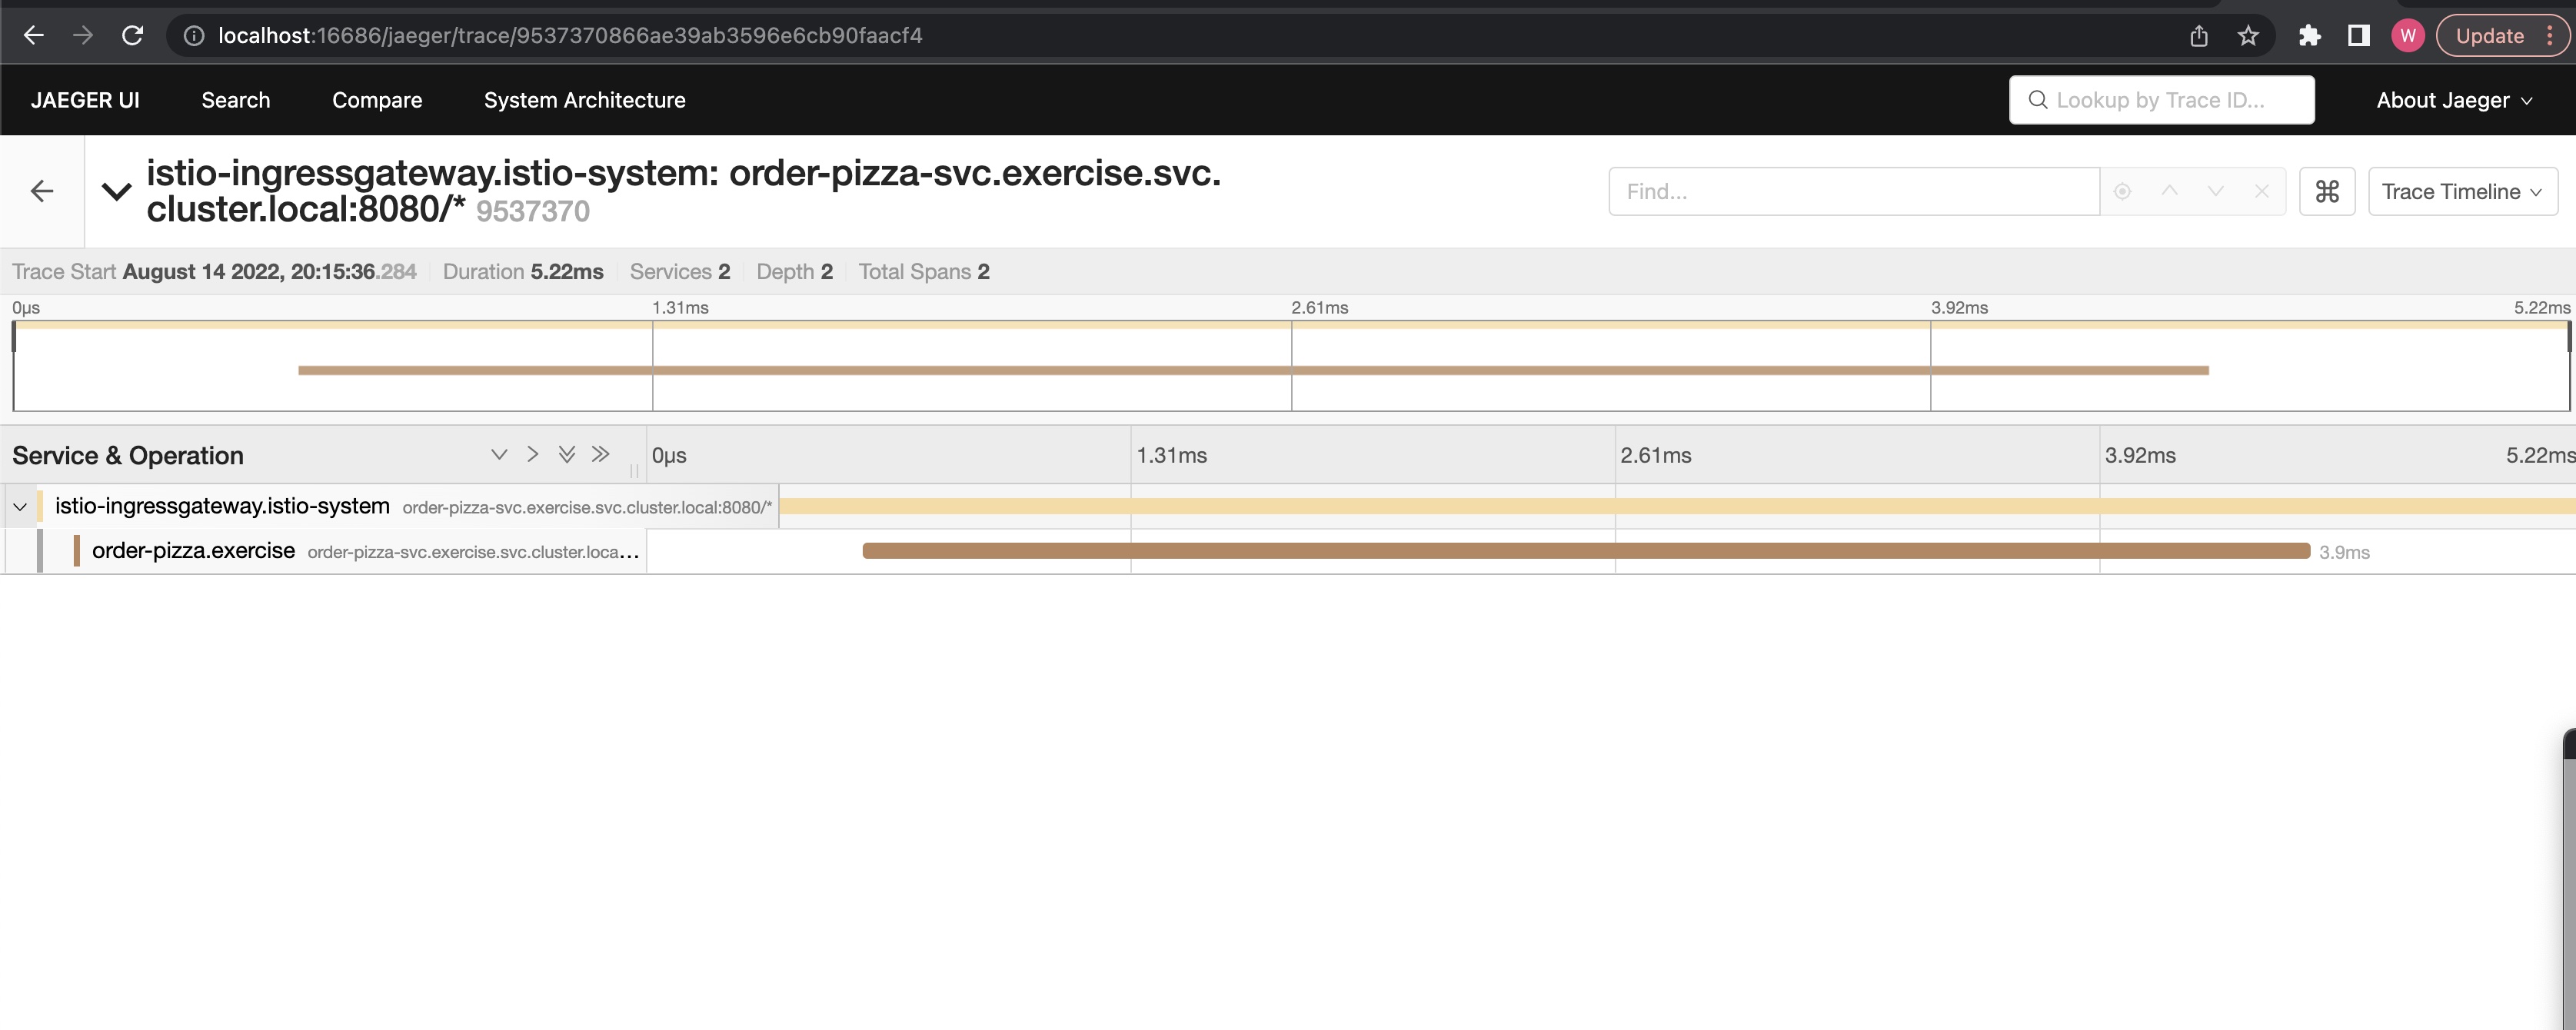 localhost:16686/jaeger/trace/9537370866ae39ab3596e6cb90faacf4
W
Update
JAEGER UI
Search
Compare
System Architecture
Lookup by Trace ID...
About Jaeger
istio-ingressgateway.istio-system: order-pizza-svc.exercise.svc.
cluster.local:8080/* 9537370
Find...
Trace Timeline
Trace Start August 14 2022, 20:15:36.284 Duration 5.22ms Services 2 Depth 2 Total Spans 2
0μs 1.31ms 2.61ms 3.92ms 5.22ms
Service & Operation 0μs 1.31ms 2.61ms 3.92ms 5.22ms
istio-ingressgateway.istio-system order-pizza-svc.exercise.svc.cluster.local:8080/*
order-pizza.exercise order-pizza-svc.exercise.svc.cluster.loca... 3.9ms